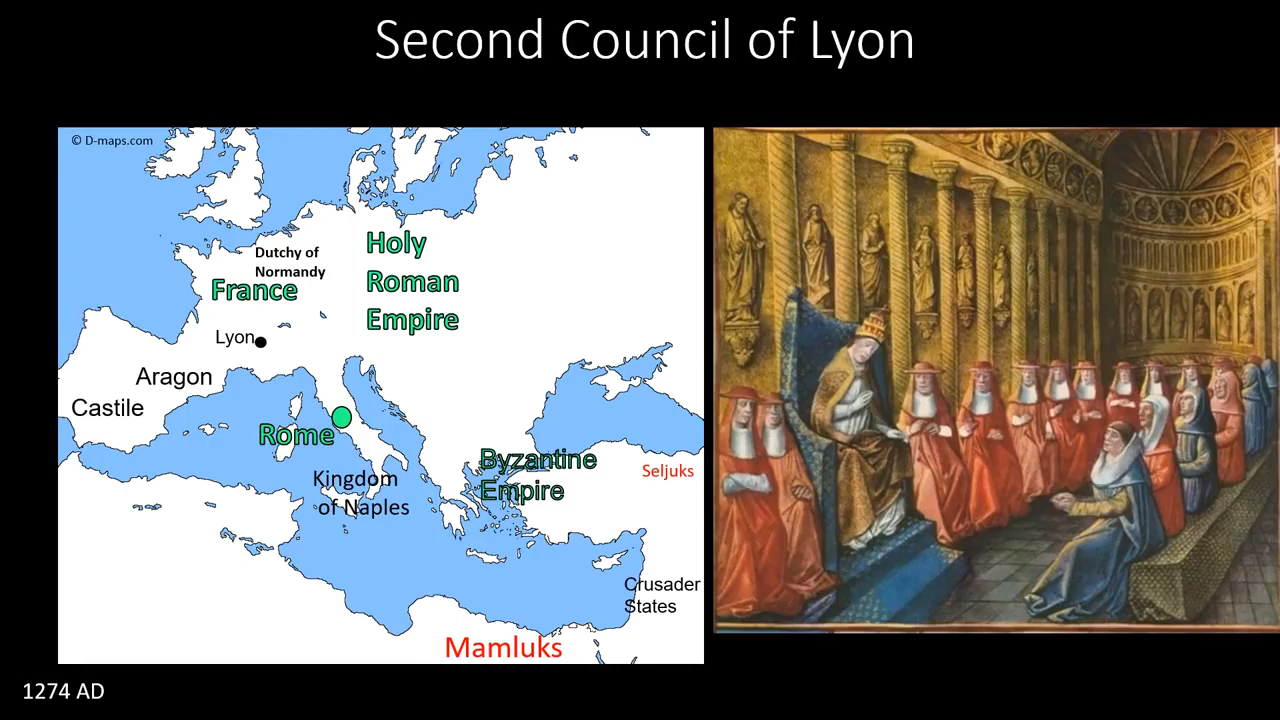 Second Council of Lyon
© D-maps.com
Dutchy of
Normandy
Holy
Roman
Empire
France
Lyon
Aragon
Castile
Rome
Kingdom
of Naples
Byzantine
Empire
Seljuks
Crusader
States
Mamluks
1274 AD